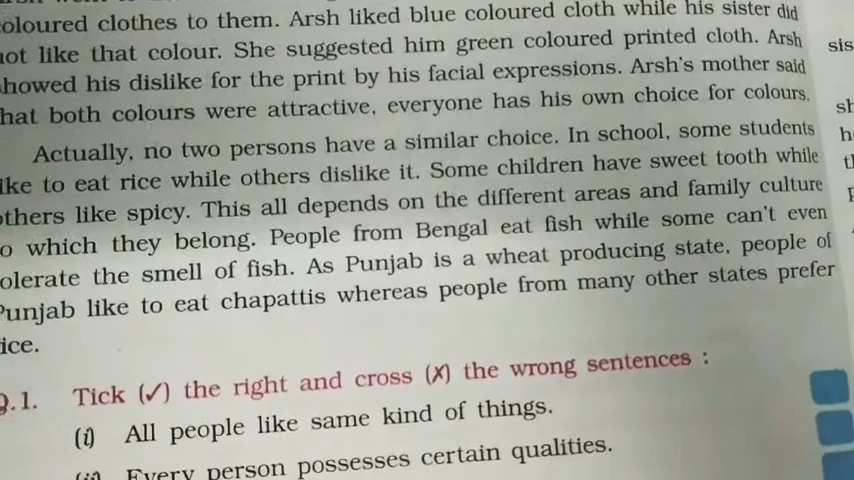 oloured clothes to them. Arsh liked blue coloured cloth while his sister did
not like that colour. She suggested him green coloured printed cloth. Arsh
howed his dislike for the print by his facial expressions. Arsh's mother said
hat both colours were attractive, everyone has his own choice for colours.
Actually, no two persons have a similar choice. In school, some students
ike to eat rice while others dislike it. Some children have sweet tooth while
others like spicy. This all depends on the different areas and family culture
o which they belong. People from Bengal eat fish while some can't even
olerate the smell of fish. As Punjab is a wheat producing state, people of
Punjab like to eat chapattis whereas people from many other states prefer
ice.
Q.1. Tick (✓) the right and cross (✗) the wrong sentences :
(i) All people like same kind of things.
(ii) Every person possesses certain qualities.
sis
sh
h